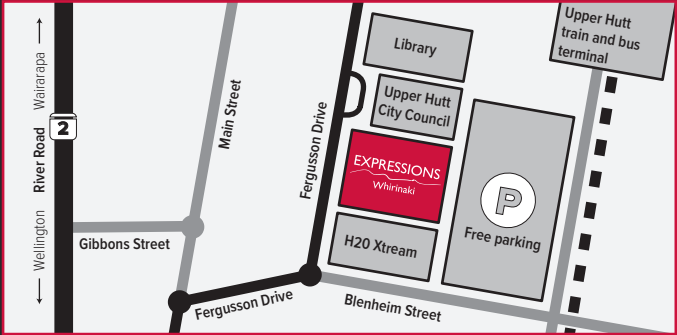 Wairarapa
River Road
2
Wellington
Main Street
Gibbons Street
Fergusson Drive
Fergusson Drive
Blenheim Street
Library
Upper Hutt
City Council
EXPRESSIONS
Whirinaki
H20 Xtream
P
Free parking
Upper Hutt
train and bus
terminal